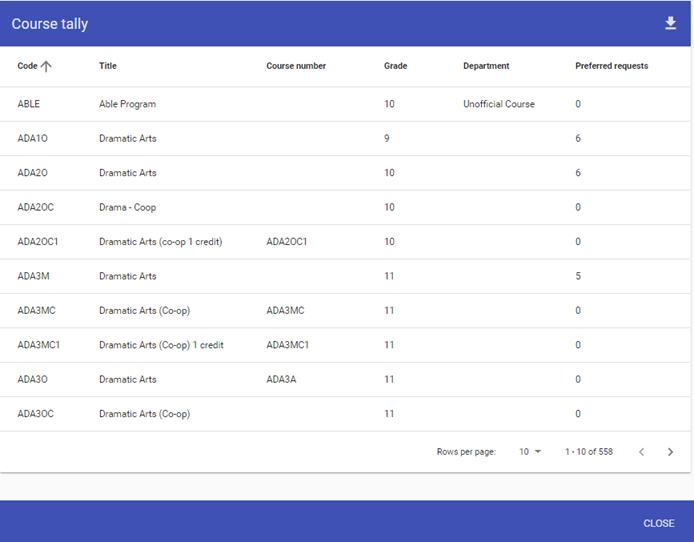 Course tally
Code Title Course number Grade Department Preferred requests
ABLE Able Program 10 Unofficial Course 0
ADA1O Dramatic Arts 9 6
ADA2O Dramatic Arts 10 6
ADA2OC Drama - Coop 10 0
ADA2OC1 Dramatic Arts (co-op 1 credit) ADA2OC1 10 0
ADA3M Dramatic Arts 11 5
ADA3MC Dramatic Arts (Co-op) ADA3MC 11 0
ADA3MC1 Dramatic Arts (Co-op) 1 credit ADA3MC1 11 0
ADA3O Dramatic Arts ADA3A 11 0
ADA3OC Dramatic Arts (Co-op) 11 0
Rows per page: 10 1 - 10 of 558
CLOSE